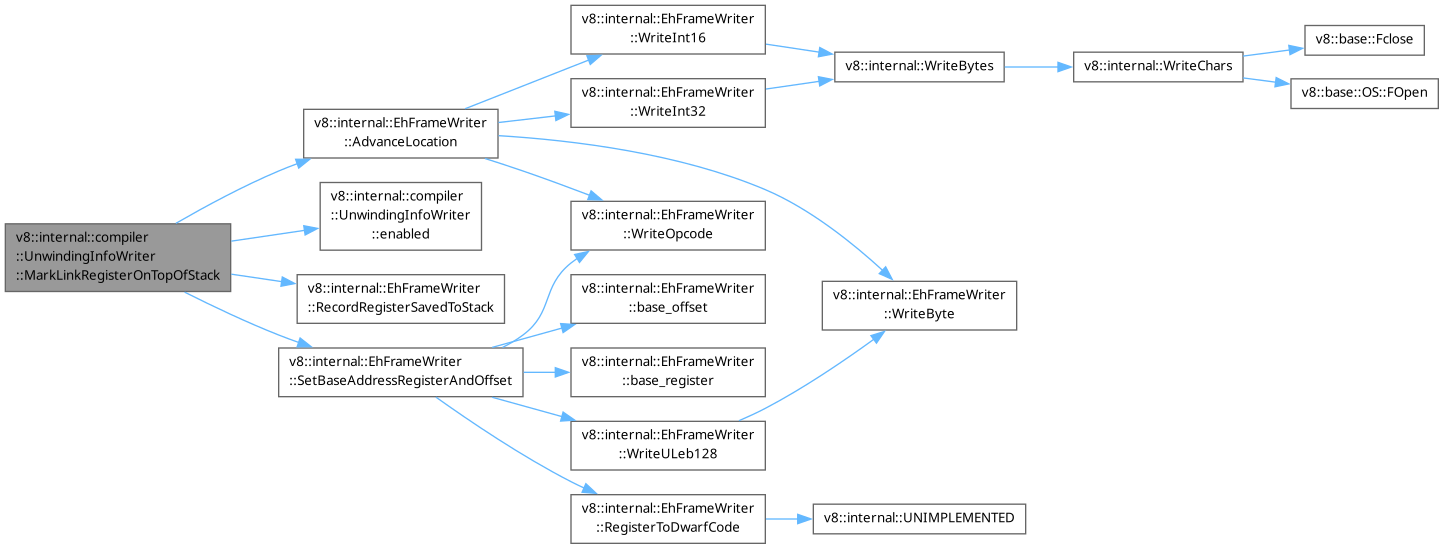 v8::internal::compiler
::UnwindingInfoWriter
::MarkLinkRegisterOnTopOfStack
v8::internal::EhFrameWriter
::AdvanceLocation
v8::internal::compiler
::UnwindingInfoWriter
::enabled
v8::internal::EhFrameWriter
::RecordRegisterSavedToStack
v8::internal::EhFrameWriter
::SetBaseAddressRegisterAndOffset
v8::internal::EhFrameWriter
::WriteInt16
v8::internal::EhFrameWriter
::WriteInt32
v8::internal::EhFrameWriter
::WriteOpcode
v8::internal::EhFrameWriter
::base_offset
v8::internal::EhFrameWriter
::base_register
v8::internal::EhFrameWriter
::WriteULeb128
v8::internal::EhFrameWriter
::RegisterToDwarfCode
v8::internal::WriteBytes
v8::internal::EhFrameWriter
::WriteByte
v8::internal::UNIMPLEMENTED
v8::internal::WriteChars
v8::base::Fclose
v8::base::OS::FOpen